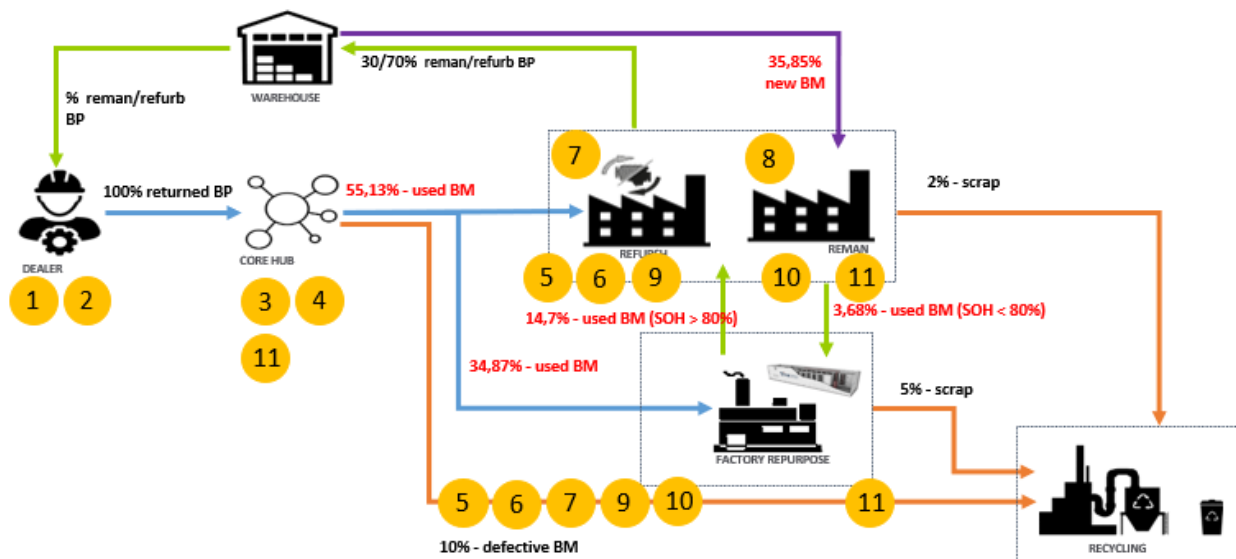 30/70% reman/refurb BP
35,85%
new BM
WAREHOUSE
% reman/refurb
BP
7
8
100% returned BP
55,13% - used BM
2% - scrap
REMAN
DEALER
CORE HUB
1
2
3
4
5
6
9
10
11
14,7% - used BM (SOH > 80%)
3,68% - used BM (SOH < 80%)
11
34,87% - used BM
5% - scrap
FACTORY REPURPOSE
5
6
7
9
10
11
10% - defective BM
RECYCLING